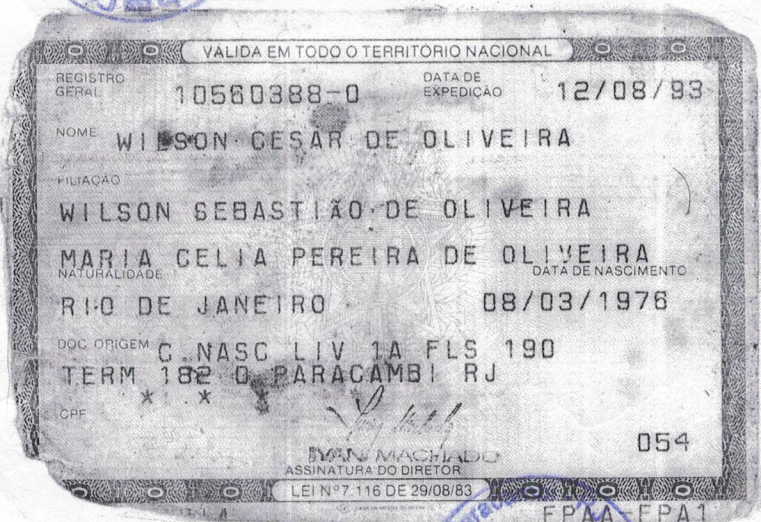 VÁLIDA EM TODO O TERRITÓRIO NACIONAL
REGISTRO GERAL 10560388-0 DATA DE EXPEDIÇÃO 12/08/93
NOME WILSON CESAR DE OLIVEIRA
FILIAÇÃO
WILSON SEBASTIÃO DE OLIVEIRA
MARIA CELIA PEREIRA DE OLIVEIRA
NATURALIDADE DATA DE NASCIMENTO
RIO DE JANEIRO 08/03/1976
DOC ORIGEM C.NASC LIV 1A FLS 190
TERM 182 O PARACAMBI RJ
* * *
CPF
054
IVAN MACHADO
ASSINATURA DO DIRETOR
LEI Nº 7.116 DE 29/08/83